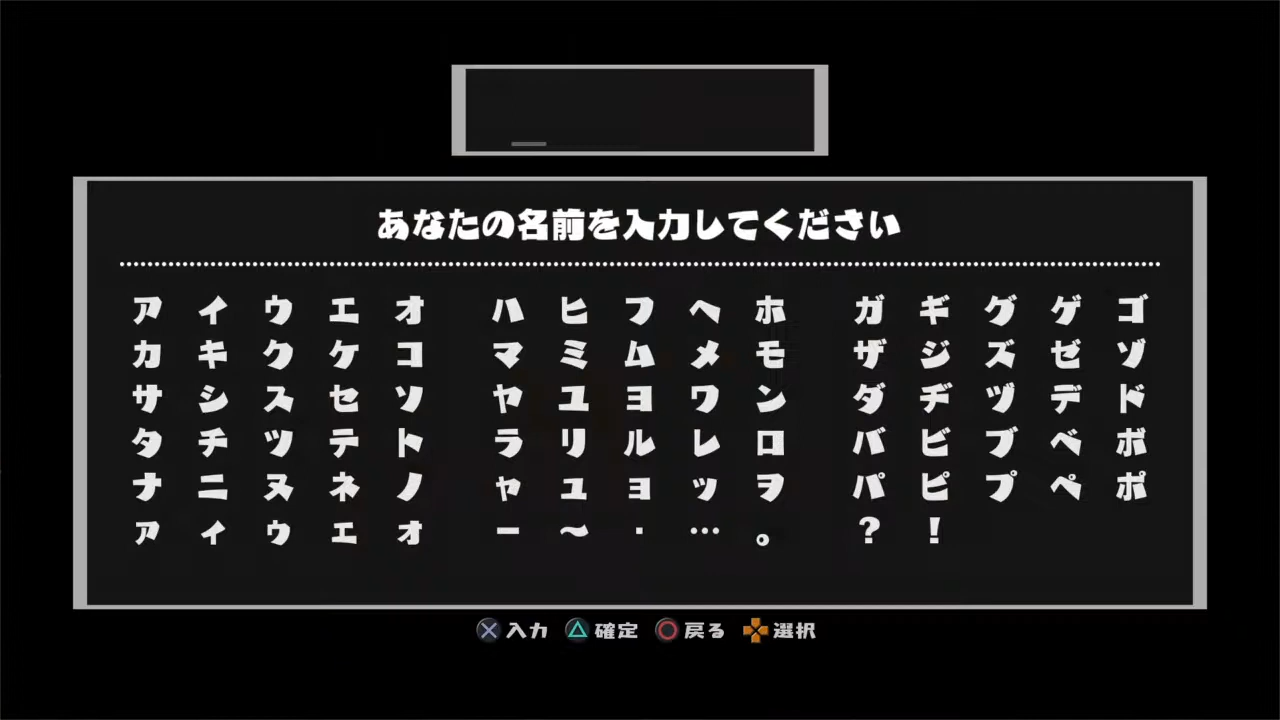 あなたの名前を入力してください
ア イ ウ エ オ ハ ヒ フ ヘ ホ ガ ギ グ ゲ ゴ
カ キ ク ケ コ マ ミ ム メ モ ザ ジ ズ ゼ ゾ
サ シ ス セ ソ ヤ ユ ヨ ワ ン ダ ヂ ヅ デ ド
タ チ ツ テ ト ラ リ ル レ ロ バ ビ ブ ベ ボ
ナ ニ ヌ ネ ノ ャ ュ ョ ッ ヲ パ ピ プ ペ ポ
ァ ィ ゥ ェ ォ ー ~ ・ … 。 ? !
入力 確定 戻る 選択